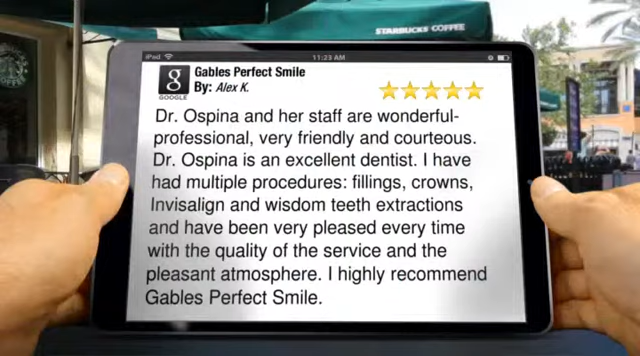 STARBUCKS COFFEE
iPad
11:23 AM
g
GOOGLE
Gables Perfect Smile
By: Alex K.
Dr. Ospina and her staff are wonderful-
professional, very friendly and courteous.
Dr. Ospina is an excellent dentist. I have
had multiple procedures: fillings, crowns,
Invisalign and wisdom teeth extractions
and have been very pleased every time
with the quality of the service and the
pleasant atmosphere. I highly recommend
Gables Perfect Smile.